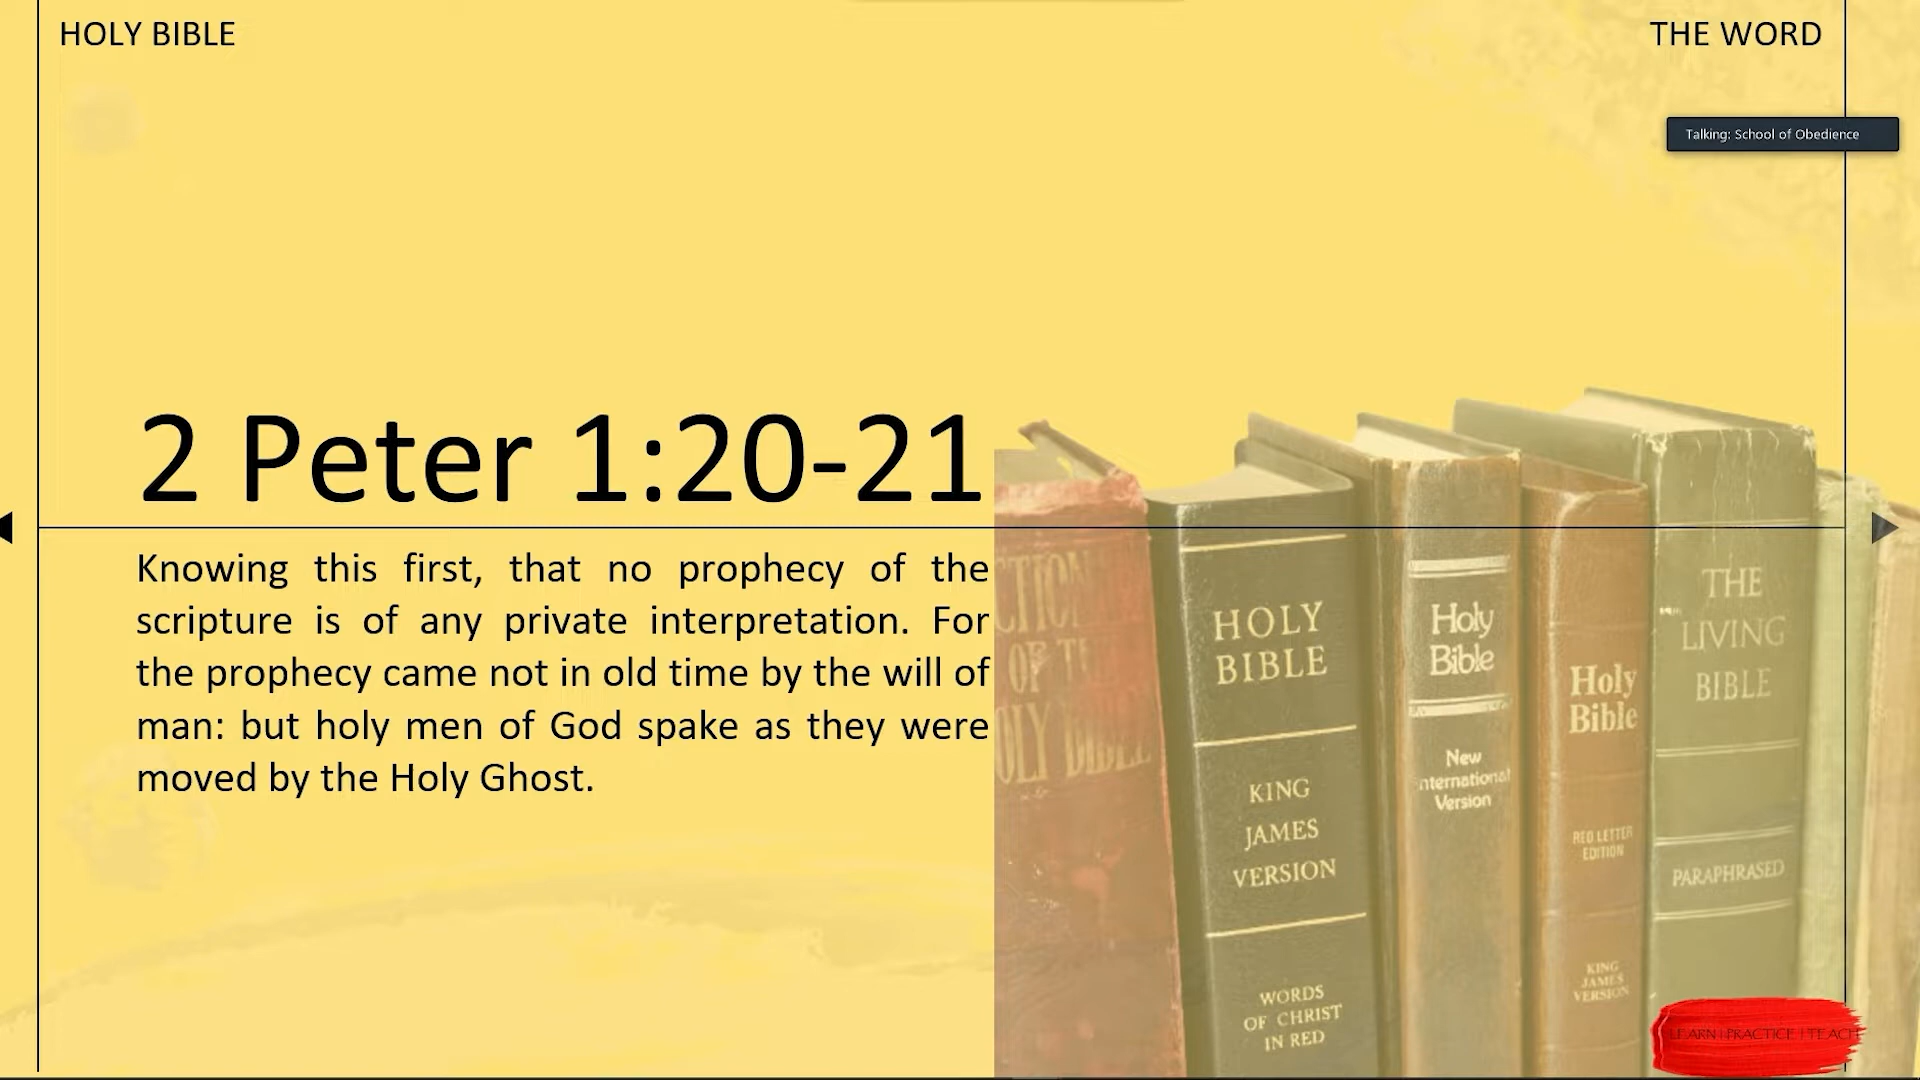 HOLY BIBLE
THE WORD
Talking: School of Obedience
2 Peter 1:20-21
Knowing this first, that no prophecy of the
scripture is of any private interpretation. For
the prophecy came not in old time by the will of
man: but holy men of God spake as they were
moved by the Holy Ghost.
OF
HOLY
BIBLE
KING
JAMES
VERSION
WORDS
OF CHRIST
IN RED
Holy
Bible
New
International
Version
Holy
Bible
RED LETTER
EDITION
KING
JAMES
VERSION
THE
LIVING
BIBLE
PARAPHRASED
LEARN | PRACTICE | TEACH